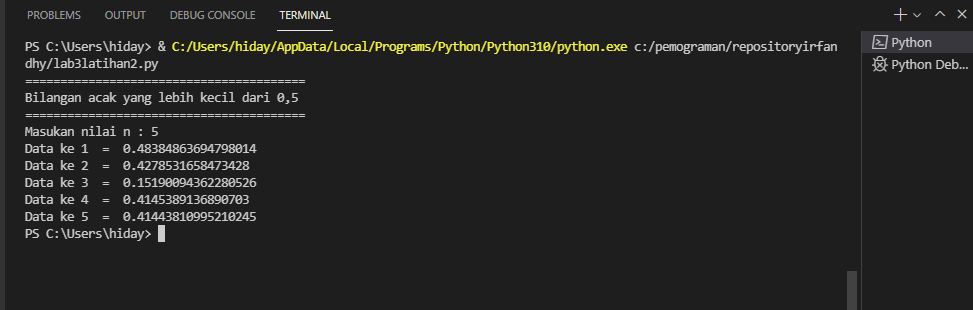 PROBLEMS OUTPUT DEBUG CONSOLE TERMINAL
PS C:\Users\hiday> & C:/Users/hiday/AppData/Local/Programs/Python/Python310/python.exe c:/pemograman/repositoryirfan
dhy/lab3latihan2.py
========================================
Bilangan acak yang lebih kecil dari 0,5
========================================
Masukan nilai n : 5
Data ke 1  =  0.48384863694798014
Data ke 2  =  0.4278531658473428
Data ke 3  =  0.15190094362280526
Data ke 4  =  0.4145389136890703
Data ke 5  =  0.41443810995210245
PS C:\Users\hiday>
Python
Python Deb...